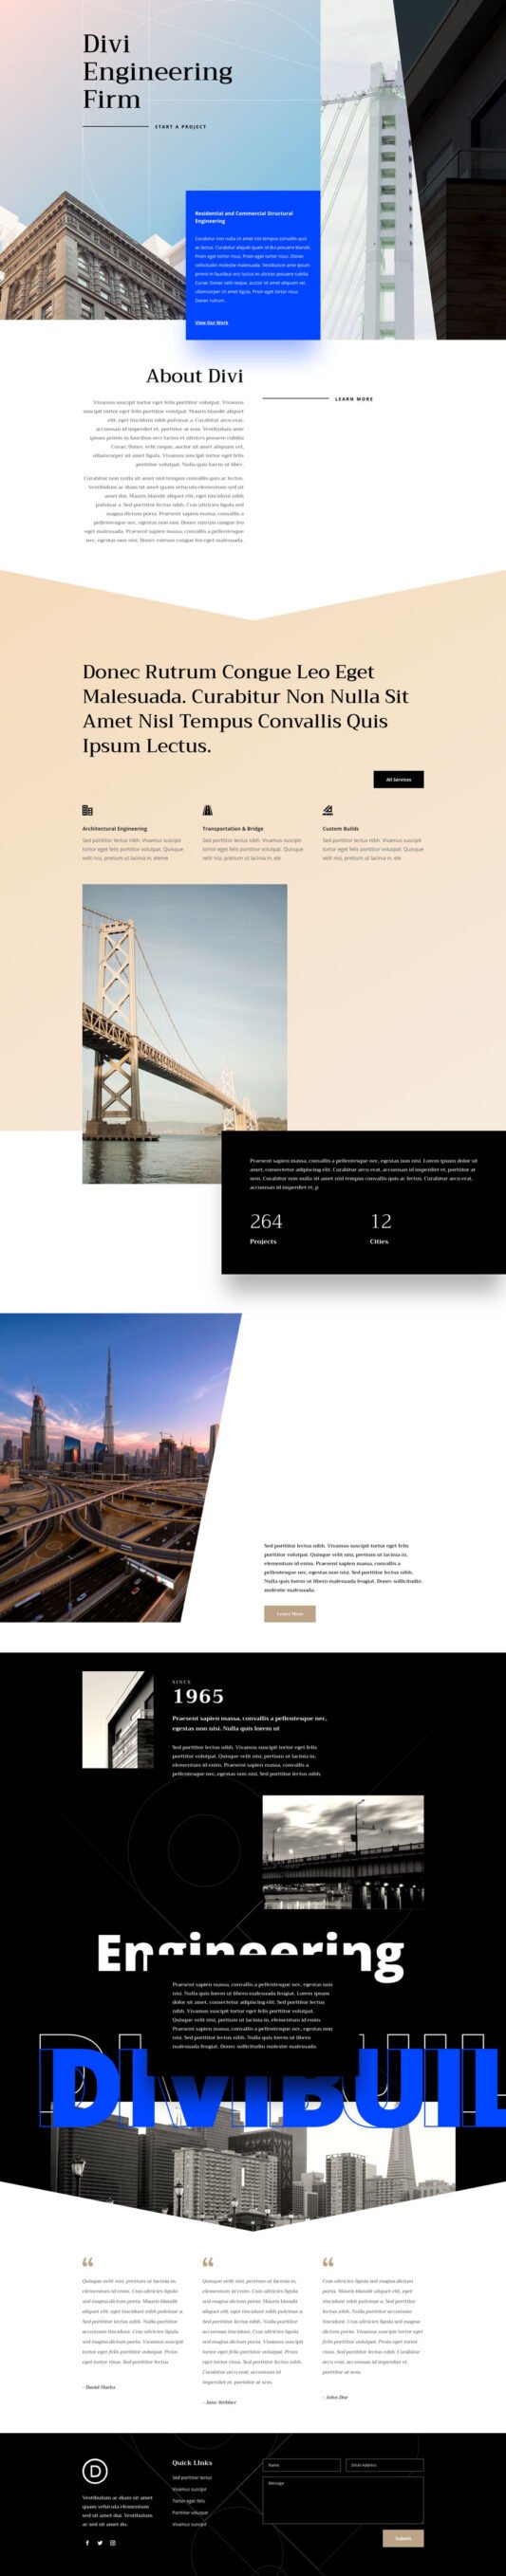 Divi
Engineering
Firm
START A PROJECT
Residential and Commercial Structural
Engineering
Curabitur non nulla sit amet nisl tempus convallis quis
ac lectus. Curabitur aliquet quam id dui posuere blandit.
Proin eget tortor risus. Proin eget tortor risus. Donec
sollicitudin molestie malesuada. Vestibulum ante ipsum
primis in faucibus orci luctus et ultrices posuere cubilia
Curae; Donec velit neque, auctor sit amet aliquam vel,
ullamcorper sit amet ligula. Proin eget tortor risus.
Donec rutrum.
View Our Work
About Divi
LEARN MORE
Vivamus suscipit tortor eget felis porttitor volutpat. Vivamus
suscipit tortor eget felis porttitor volutpat. Mauris blandit aliquet
elit, eget tincidunt nibh pulvinar a. Curabitur arcu erat,
accumsan id imperdiet et, porttitor at sem. Vestibulum ante
ipsum primis in faucibus orci luctus et ultrices posuere cubilia
Curae; Donec velit neque, auctor sit amet aliquam vel,
ullamcorper sit amet ligula. Vivamus suscipit tortor eget felis
porttitor volutpat. Nulla quis lorem ut liber.
Curabitur non nulla sit amet nisl tempus convallis quis ac lectus.
Vestibulum ac diam sit amet quam vehicula elementum sed sit
amet dui. Mauris blandit aliquet elit, eget tincidunt nibh
pulvinar a. Sed porttitor lectus nibh. Cras ultricies ligula sed
magna dictum porta. Praesent sapien massa, convallis a
pellentesque nec, egestas non nisi. Donec rutrum congue leo
eget malesuada. Praesent sapien massa, convallis a pellentesque
nec, egestas non nisi. Donec rutrum congue leo eget malesuada.
Donec Rutrum Congue Leo Eget
Malesuada. Curabitur Non Nulla Sit
Amet Nisl Tempus Convallis Quis
Ipsum Lectus.
All Services
Architectural Engineering
Sed porttitor lectus nibh. Vivamus suscipit
tortor eget felis porttitor volutpat. Quisque
velit nisi, pretium ut lacinia in, eleme
Transportation & Bridge
Sed porttitor lectus nibh. Vivamus suscipit
tortor eget felis porttitor volutpat. Quisque
velit nisi, pretium ut lacinia in, ele
Custom Builds
Sed porttitor lectus nibh. Vivamus suscipit
tortor eget felis porttitor volutpat. Quisque
velit nisi, pretium ut lacinia in, ele
Praesent sapien massa, convallis a pellentesque nec, egestas non nisi. Lorem ipsum dolor sit
amet, consectetur adipiscing elit. Curabitur arcu erat, accumsan id imperdiet et, porttitor at
sem. Curabitur non nulla sit amet nisl tempus convallis quis ac lectus. Curabitur arcu erat,
accumsan id imperdiet et, p
264
Projects
12
Cities
Sed porttitor lectus nibh. Vivamus suscipit tortor eget felis
porttitor volutpat. Quisque velit nisi, pretium ut lacinia in,
elementum id enim. Praesent sapien massa, convallis a
pellentesque nec, egestas non nisi. Sed porttitor lectus nibh.
Nulla quis lorem ut libero malesuada feugiat. Donec sollicitudin
molestie malesuada.
Learn More
SINCE
1965
Praesent sapien massa, convallis a pellentesque nec,
egestas non nisi. Nulla quis lorem ut
Sed porttitor lectus nibh. Vivamus suscipit tortor eget felis
porttitor volutpat. Quisque velit nisi, pretium ut lacinia in,
elementum id enim. Praesent sapien massa, convallis a
pellentesque nec, egestas non nisi. Sed porttitor lectus nibh.
Engineering
Praesent sapien massa, convallis a pellentesque nec, egestas non
nisi. Nulla quis lorem ut libero malesuada feugiat. Lorem ipsum
dolor sit amet, consectetur adipiscing elit. Sed porttitor lectus
nibh. Vivamus suscipit tortor eget felis porttitor volutpat.
Quisque velit nisi, pretium ut lacinia in, elementum id enim.
Praesent sapien massa, convallis a pellentesque nec, egestas non
nisi. Sed porttitor lectus nibh. Nulla quis lorem ut libero
malesuada feugiat. Donec sollicitudin molestie malesuada.
DIVIBUIL
Quisque velit nisi, pretium ut lacinia in,
elementum id enim. Cras ultricies ligula
sed magna dictum porta. Mauris blandit
aliquet elit, eget tincidunt nibh pulvinar a.
Sed porttitor lectus nibh. Nulla porttitor
accumsan tincidunt. Cras ultricies ligula
sed magna dictum porta. Vivamus suscipit
tortor eget felis porttitor volutpat. Proin
eget tortor risus. Sed porttitor lectus
- David Marks
Quisque velit nisi, pretium ut lacinia in,
elementum id enim. Cras ultricies ligula
sed magna dictum porta. Mauris blandit
aliquet elit, eget tincidunt nibh pulvinar a.
Sed porttitor lectus nibh. Nulla porttitor
accumsan tincidunt. Cras ultricies ligula
sed magna dictum porta. Vivamus suscipit
tortor eget felis porttitor volutpat. Proin
eget tortor risus. Sed porttitor lectus nibh.
Curabitur arcu erat, accumsan id
imperdiet et, porttitor at sem.
- Jane Webber
Cras ultricies ligula sed magna dictum
porta. Mauris blandit aliquet elit, eget
tincidunt nibh pulvinar a. Sed porttitor
lectus nibh. Nulla porttitor accumsan
tincidunt. Cras ultricies ligula sed magna
dictum porta. Vivamus suscipit tortor eget
felis porttitor volutpat. Proin eget tortor
risus. Sed porttitor lectus nibh. Curabitur
arcu erat, accumsan id imperdiet et,
porttitor at sem.
- John Doe
D
Vestibulum ac diam sit amet
quam vehicula elementum
sed sit amet dui. Vestibulum
ac sed sit amet du.
Quick Links
Sed porttitor lectus
Vivamus suscipit
Tortor eget felis
Porttitor volutpat
Vivamus suscipit
Name
Email Address
Message
Submit